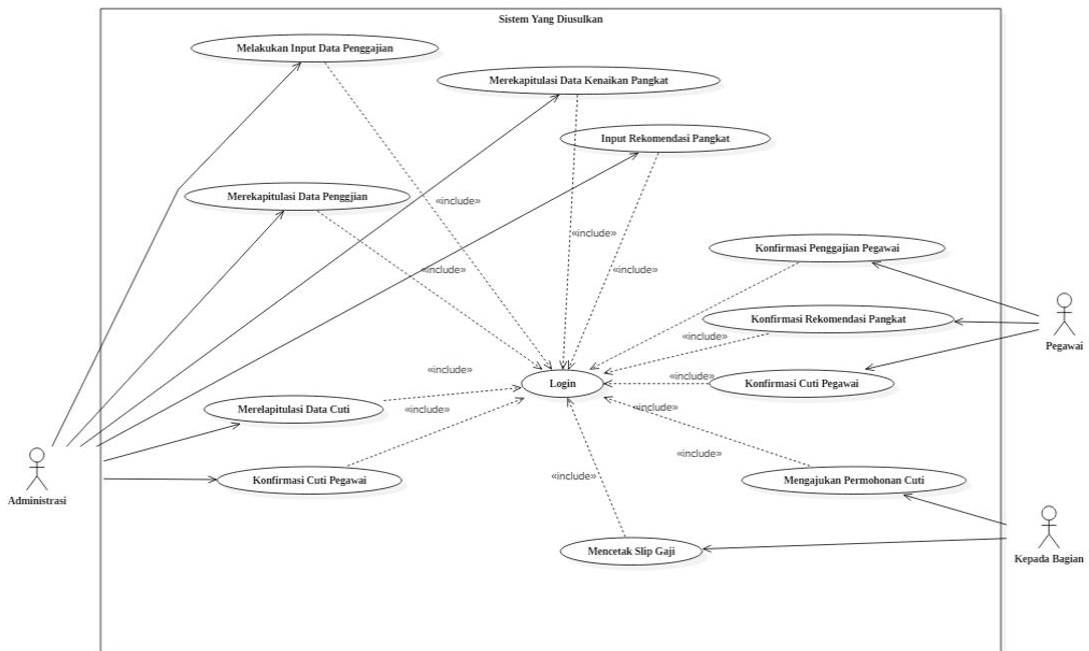 Sistem Yang Diusulkan
Melakukan Input Data Penggajian
Merekapitulasi Data Kenaikan Pangkat
Input Rekomendasi Pangkat
Merekapitulasi Data Penggjian
«include»
«include»
«include»
«include»
Konfirmasi Penggajian Pegawai
Konfirmasi Rekomendasi Pangkat
Pegawai
«include»
«include»
Login
«include»
Konfirmasi Cuti Pegawai
Merelapitulasi Data Cuti
«include»
«include»
«include»
Konfirmasi Cuti Pegawai
«include»
Mengajukan Permohonan Cuti
Administrasi
Mencetak Slip Gaji
Kepada Bagian